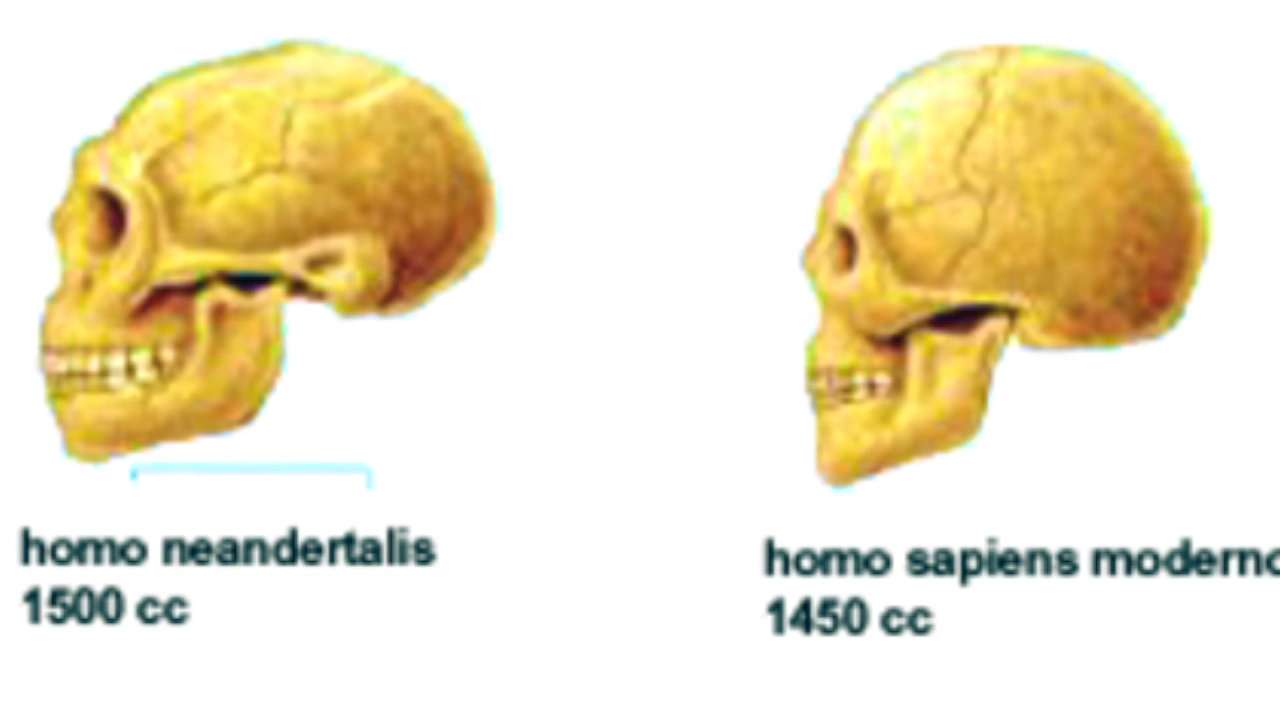 homo neandertalis
1500 cc
homo sapiens moderno
1450 cc